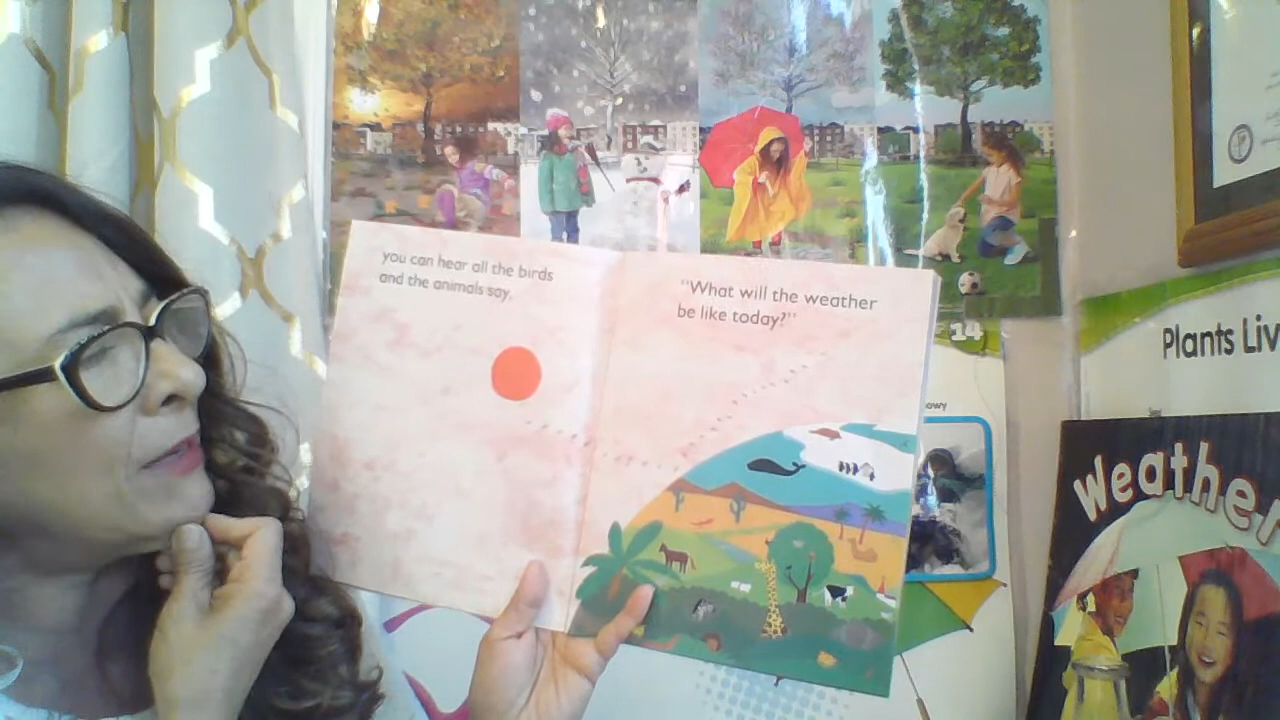 you can hear all the birds
and the animals say,
"What will the weather
be like today?"
14
Plants Liv
Weather